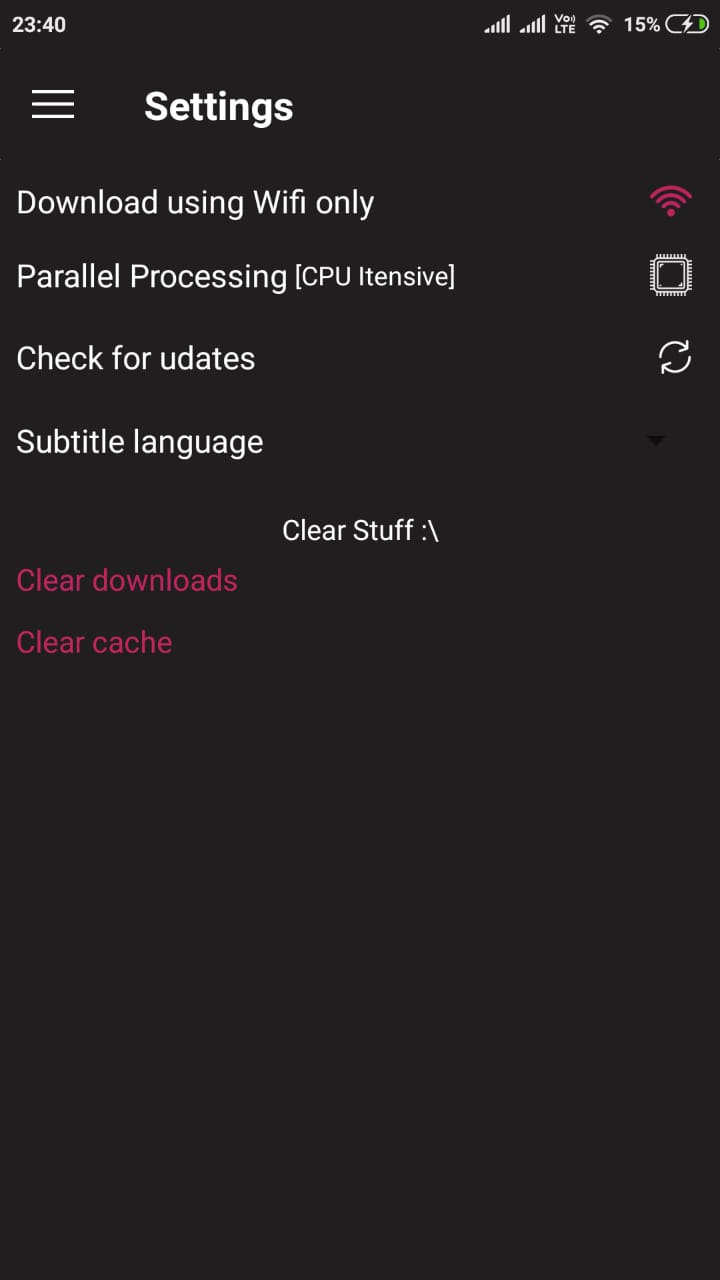 23:40 Vo) LTE 15%
Settings
Download using Wifi only
Parallel Processing [CPU Itensive]
Check for udates
Subtitle language
Clear Stuff :\
Clear downloads
Clear cache